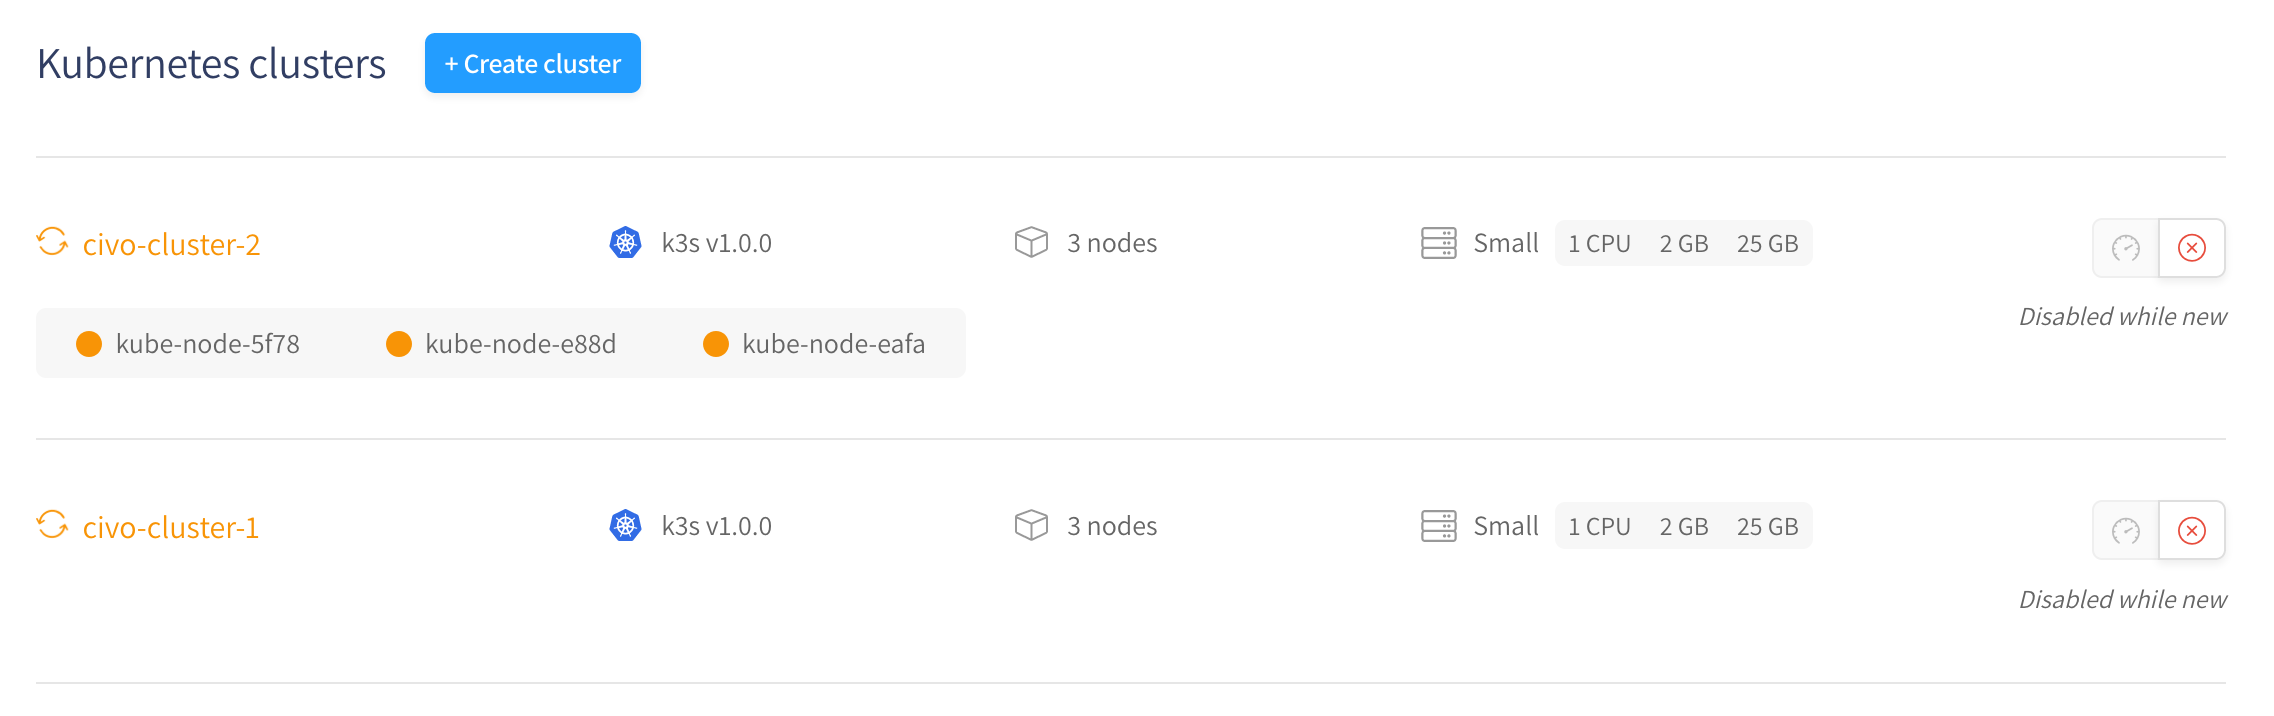 Kubernetes clusters + Create cluster
civo-cluster-2 k3s v1.0.0 3 nodes Small 1 CPU 2 GB 25 GB
Disabled while new
kube-node-5f78 kube-node-e88d kube-node-eafa
civo-cluster-1 k3s v1.0.0 3 nodes Small 1 CPU 2 GB 25 GB
Disabled while new